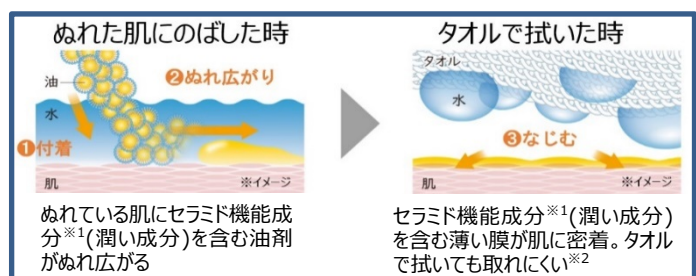 ぬれた肌にのばした時
油
❷ぬれ広がり
水
❶付着
肌
※イメージ
ぬれている肌にセラミド機能成
分※1(潤い成分)を含む油剤
がぬれ広がる
タオルで拭いた時
タオル
水
❸なじむ
肌
※イメージ
セラミド機能成分※1(潤い成分)
を含む薄い膜が肌に密着。タオル
で拭いても取れにくい※2